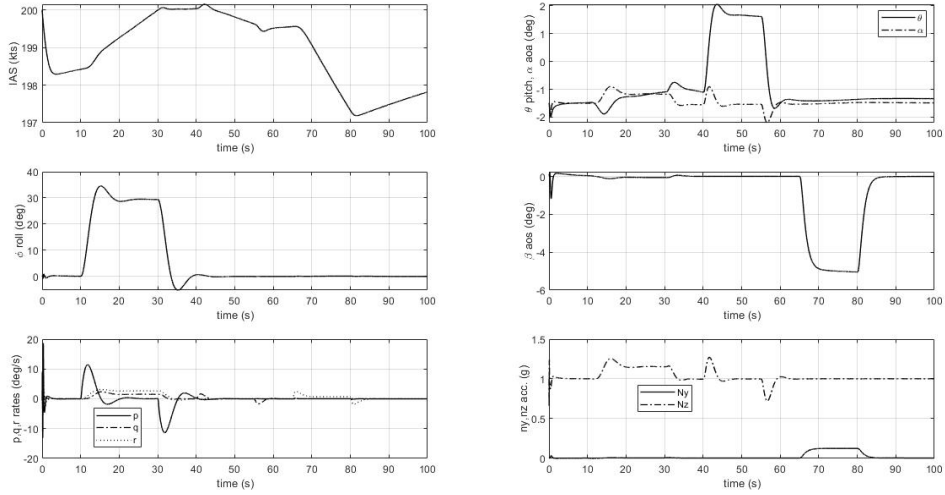 200
199
198
197
IAS (kts)
0 10 20 30 40 50 60 70 80 90 100
time (s)
2
1
0
-1
-2
θ pitch, α aoa (deg)
θ
α
0 10 20 30 40 50 60 70 80 90 100
time (s)
40
30
20
10
0
ϕ roll (deg)
0 10 20 30 40 50 60 70 80 90 100
time (s)
0
-2
-4
-6
β aos (deg)
0 10 20 30 40 50 60 70 80 90 100
time (s)
20
10
0
-10
-20
p,q,r rates (deg/s)
p
q
r
0 10 20 30 40 50 60 70 80 90 100
time (s)
1.5
1
0.5
0
ny,nz acc. (g)
Ny
Nz
0 10 20 30 40 50 60 70 80 90 100
time (s)